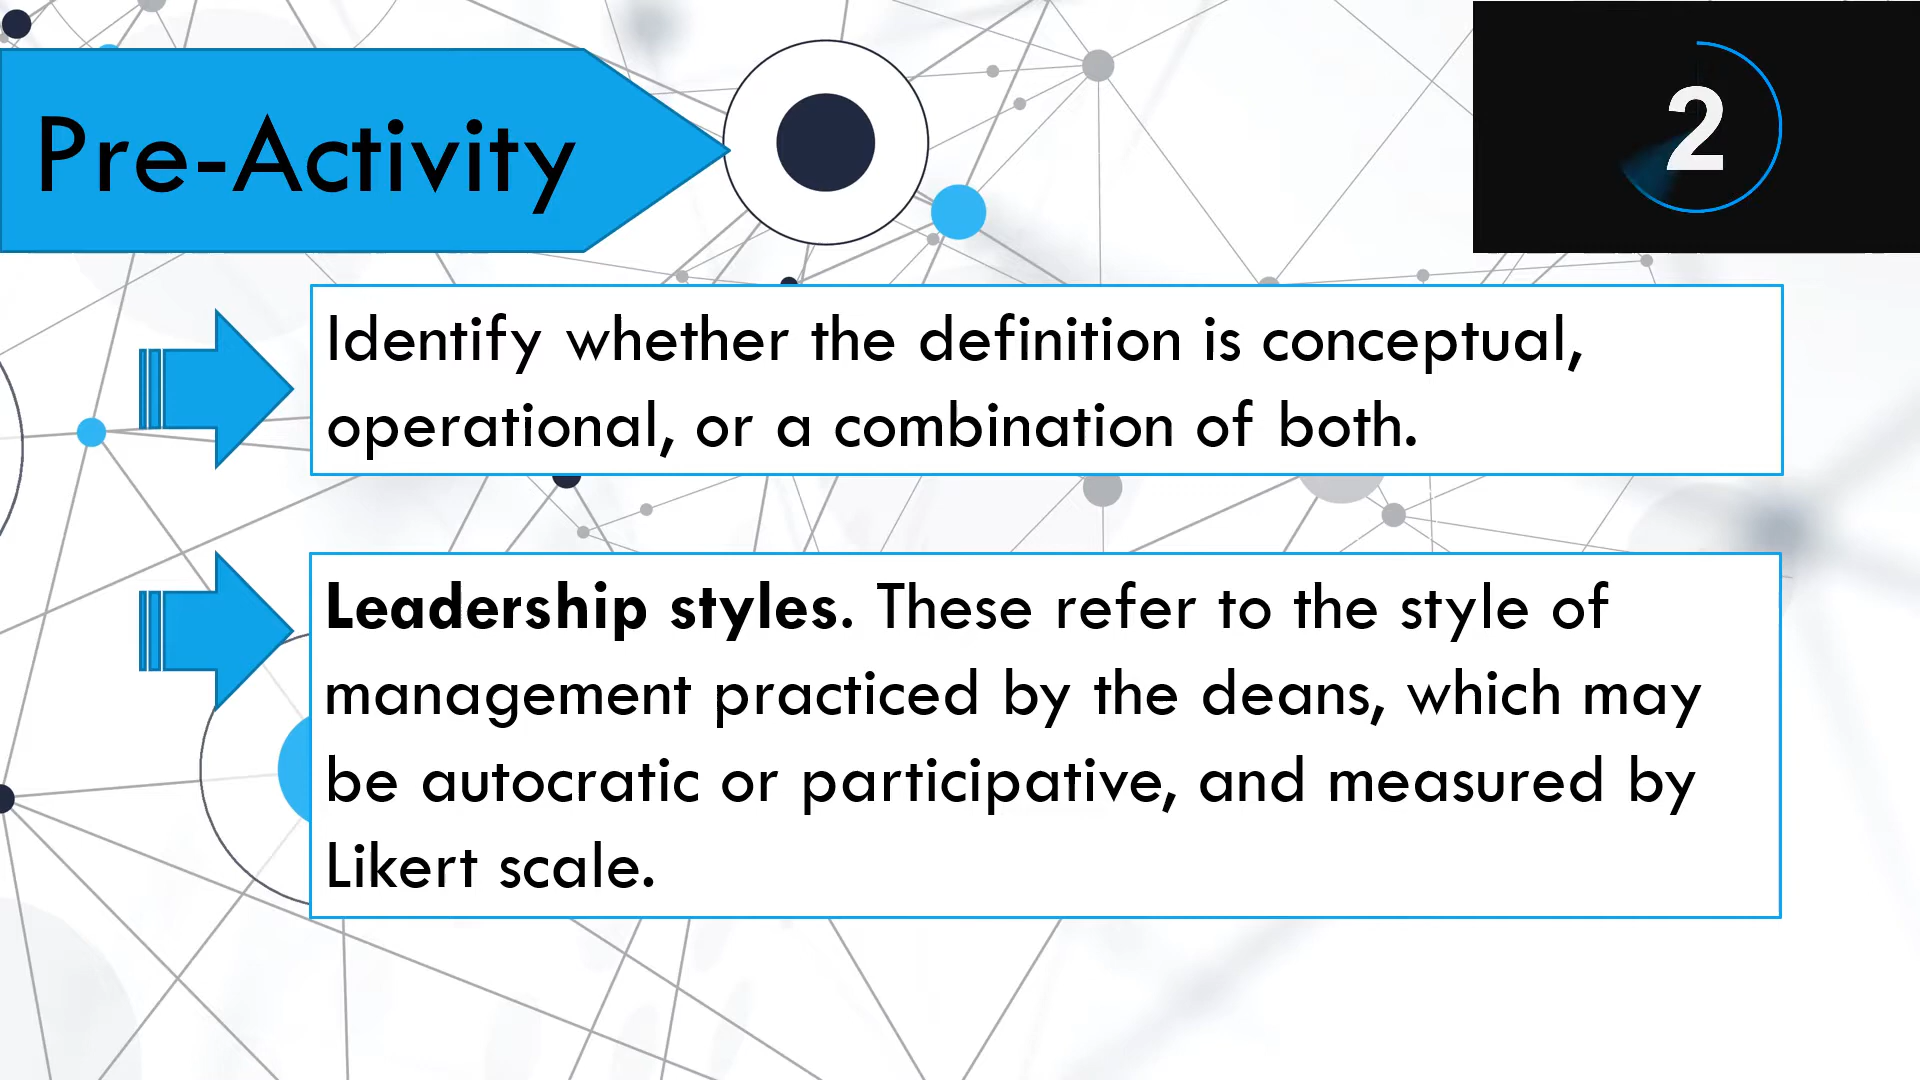 Pre-Activity
2
Identify whether the definition is conceptual,
operational, or a combination of both.
Leadership styles. These refer to the style of
management practiced by the deans, which may
be autocratic or participative, and measured by
Likert scale.